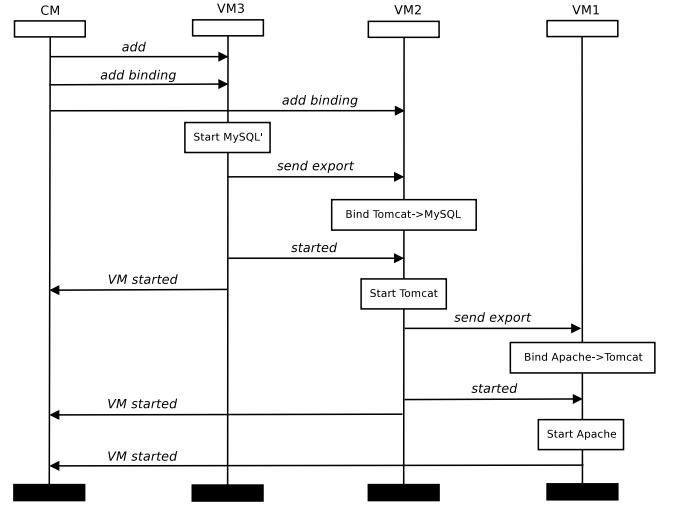 CM
VM3
VM2
VM1
add
add binding
add binding
Start MySQL'
send export
Bind Tomcat->MySQL
started
VM started
Start Tomcat
send export
Bind Apache->Tomcat
started
VM started
Start Apache
VM started